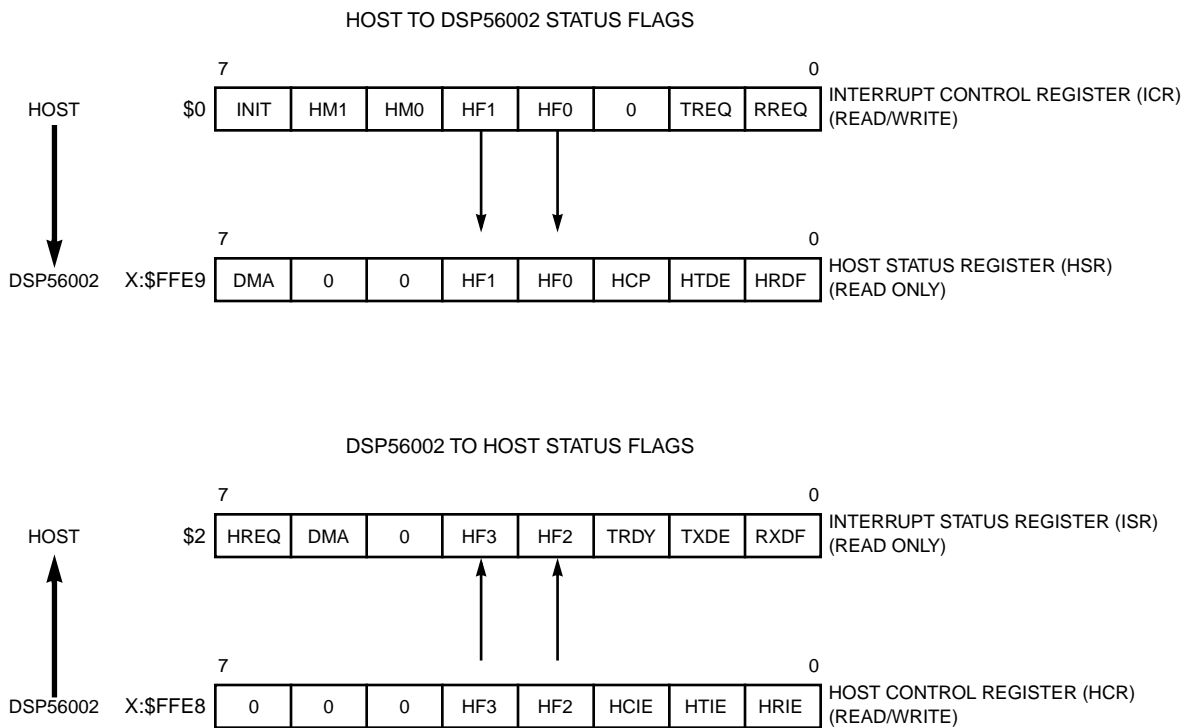 HOST TO DSP56002 STATUS FLAGS
7 0
HOST $0 INIT HM1 HM0 HF1 HF0 0 TREQ RREQ INTERRUPT CONTROL REGISTER (ICR)
(READ/WRITE)
7 0
DSP56002 X:$FFE9 DMA 0 0 HF1 HF0 HCP HTDE HRDF HOST STATUS REGISTER (HSR)
(READ ONLY)
DSP56002 TO HOST STATUS FLAGS
7 0
HOST $2 HREQ DMA 0 HF3 HF2 TRDY TXDE RXDF INTERRUPT STATUS REGISTER (ISR)
(READ ONLY)
7 0
DSP56002 X:$FFE8 0 0 0 HF3 HF2 HCIE HTIE HRIE HOST CONTROL REGISTER (HCR)
(READ/WRITE)